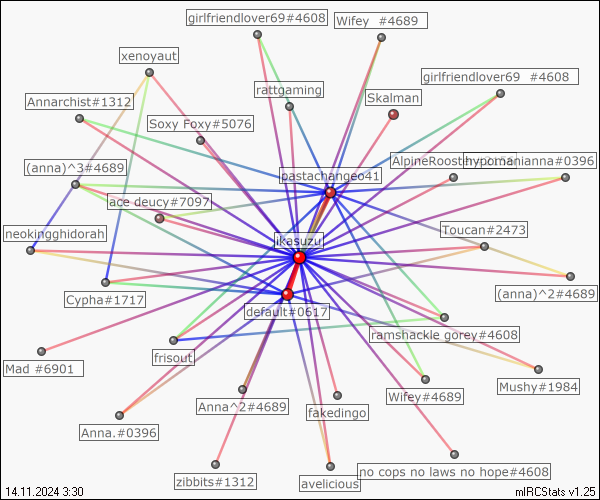 girlfriendlover69#4608
Wifey #4689
xenoyaut
girlfriendlover69 #4608
rattgaming
Skalman
Annarchist#1312
Soxy Foxy#5076
(anna)^3#4689
pastachangeo41
#0396
ace deucy#7097
neokingghidorah
ikasuzu
Toucan#2473
Cypha#1717
(anna)^2#4689
default#0617
ramshackle gorey#4608
frisout
Mad #6901
Mushy#1984
Wifey#4689
Anna^2#4689
fakedingo
Anna.#0396
no cops no laws no hope#4608
zibbits#1312
avelicious
14.11.2024 3:30
mIRCStats v1.25